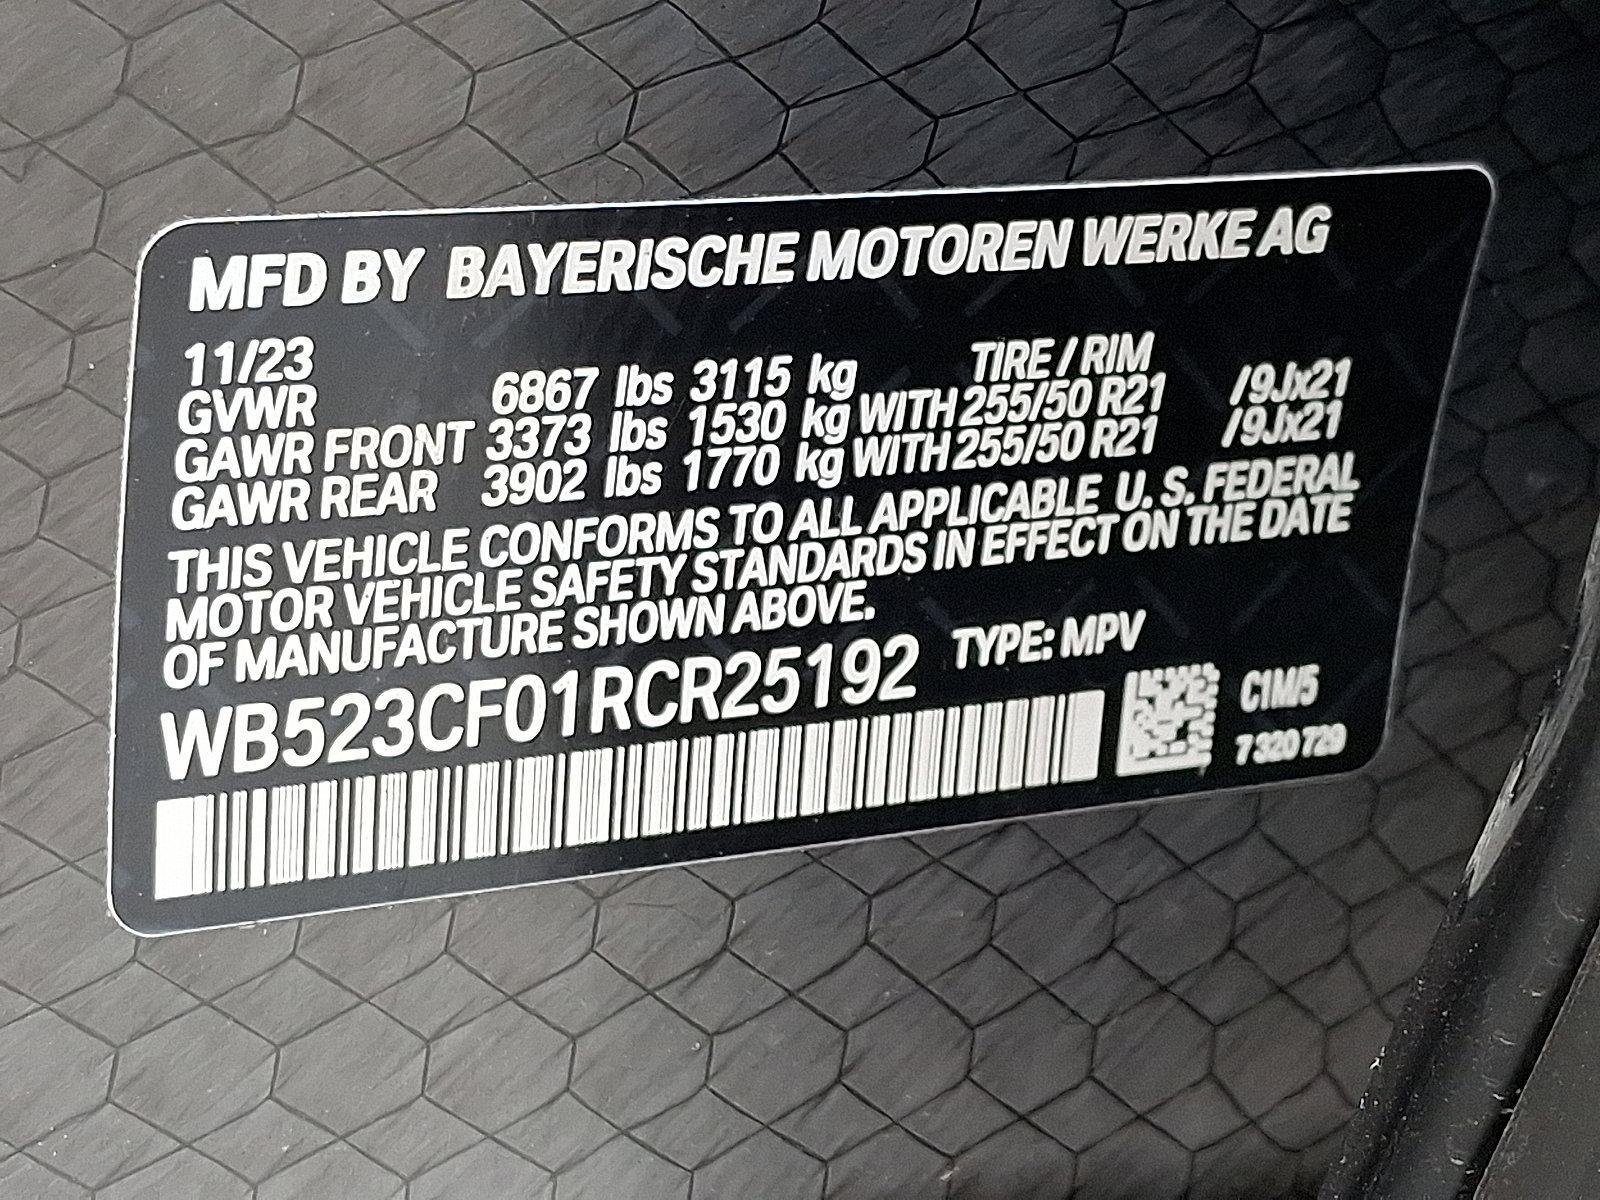 MFD BY BAYERISCHE MOTOREN WERKE AG
11/23
TIRE / RIM
GVWR 6867 lbs 3115 kg
GAWR FRONT 3373 lbs 1530 kg WITH 255/50 R21 /9Jx21
GAWR REAR 3902 lbs 1770 kg WITH 255/50 R21 /9Jx21
THIS VEHICLE CONFORMS TO ALL APPLICABLE U. S. FEDERAL
MOTOR VEHICLE SAFETY STANDARDS IN EFFECT ON THE DATE
OF MANUFACTURE SHOWN ABOVE.
WB523CF01RCR25192 TYPE: MPV
C1M/5
7 320 729